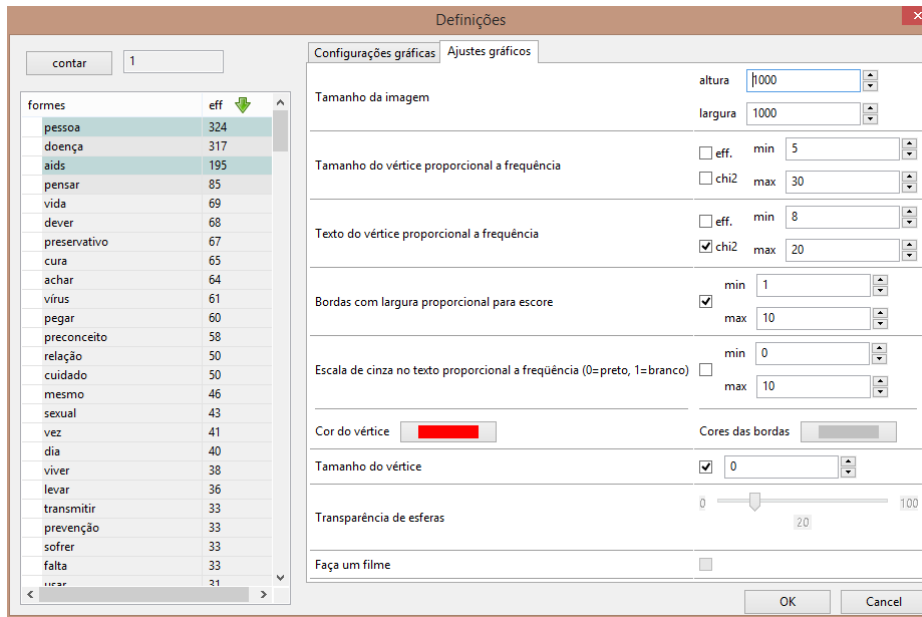 Definições
contar 1
formes eff
pessoa 324
doença 317
aids 195
pensar 85
vida 69
dever 68
preservativo 67
cura 65
achar 64
vírus 61
pegar 60
preconceito 58
relação 50
cuidado 50
mesmo 46
sexual 43
vez 41
dia 40
viver 38
levar 36
transmitir 33
prevenção 33
sofrer 33
falta 33
usar 31
Configurações gráficas Ajustes gráficos
Tamanho da imagem
altura 1000
largura 1000
Tamanho do vértice proporcional a frequência
eff. min 5
chi2 max 30
Texto do vértice proporcional a frequência
eff. min 8
chi2 max 20
Bordas com largura proporcional para escore
min 1
max 10
Escala de cinza no texto proporcional a freqüência (0=preto, 1=branco)
min 0
max 10
Cor do vértice Cores das bordas
Tamanho do vértice 0
Transparência de esferas 0 100
20
Faça um filme
OK Cancel